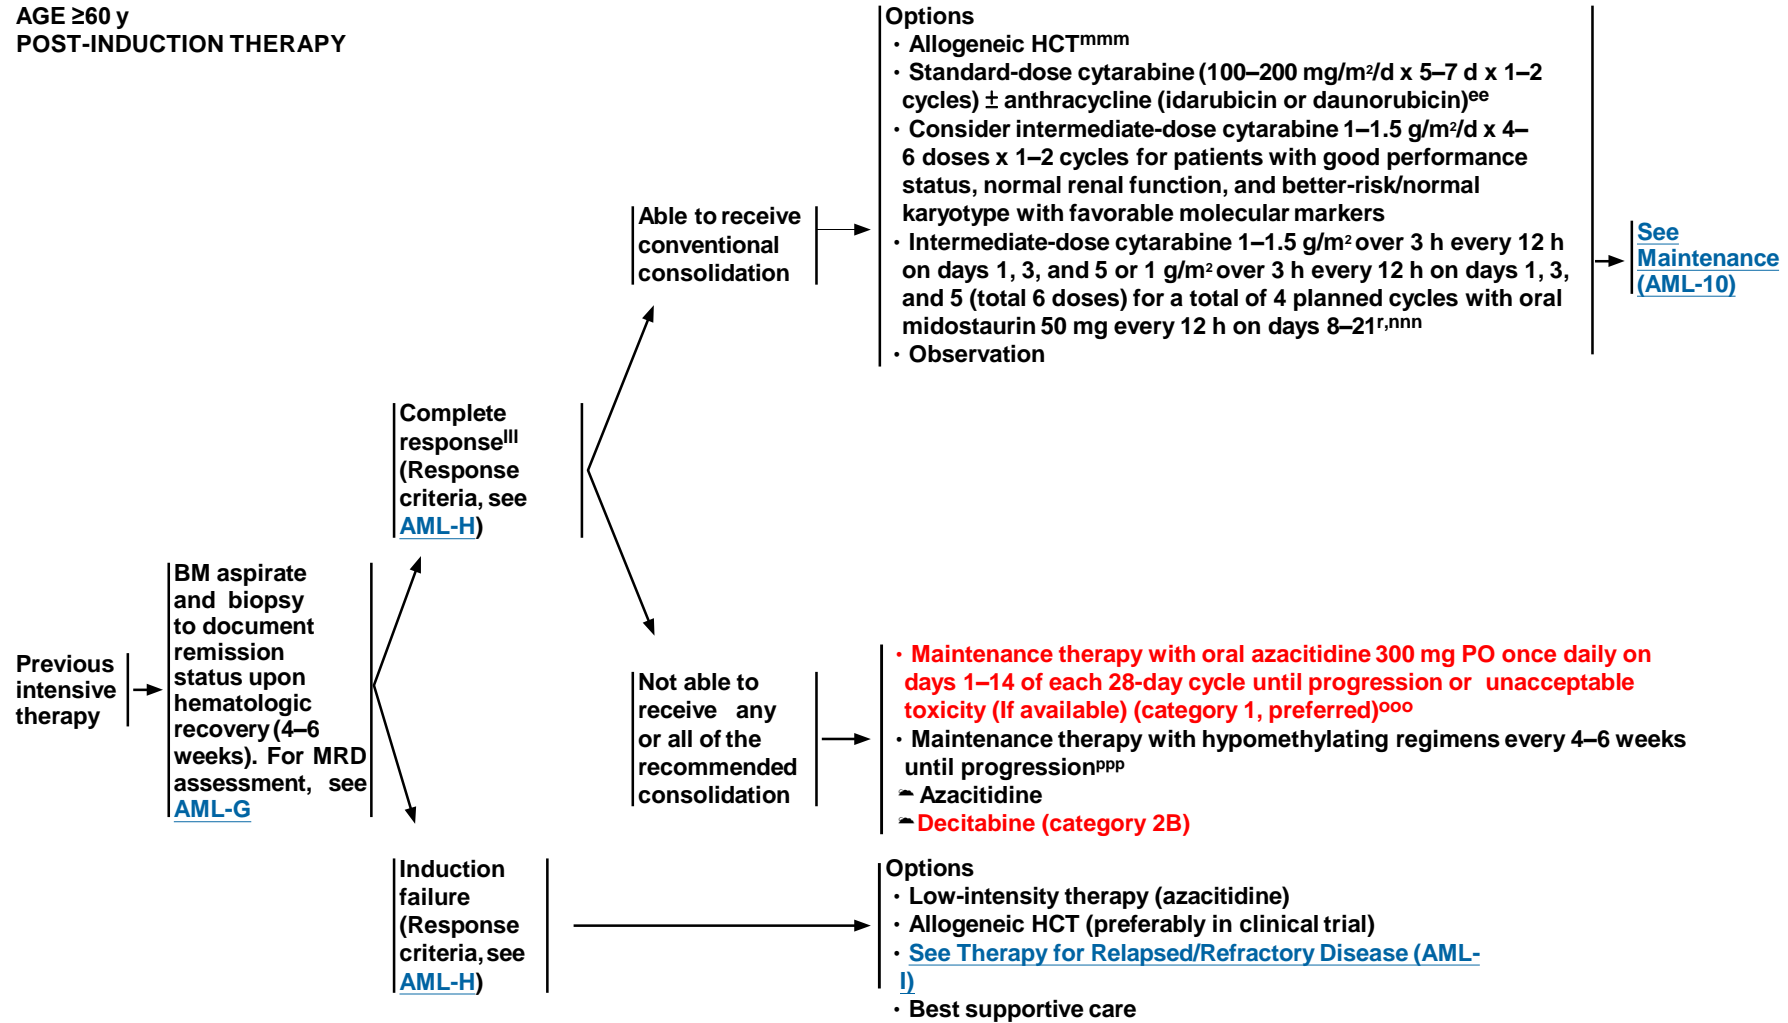 AGE ≥60 y
POST-INDUCTION THERAPY
Previous
intensive
therapy
BM aspirate
and biopsy
to document
remission
status upon
hematologic
recovery (4–6
weeks). For MRD
assessment, see
AML-G
Complete
responselll
(Response
criteria, see
AML-H)
Induction
failure
(Response
criteria, see
AML-H)
Able to receive
conventional
consolidation
Not able to
receive any
or all of the
recommended
consolidation
Options
· Allogeneic HCTmmm
· Standard-dose cytarabine (100–200 mg/m²/d x 5–7 d x 1–2
cycles) ± anthracycline (idarubicin or daunorubicin)ee
· Consider intermediate-dose cytarabine 1–1.5 g/m²/d x 4–
6 doses x 1–2 cycles for patients with good performance
status, normal renal function, and better-risk/normal
karyotype with favorable molecular markers
· Intermediate-dose cytarabine 1–1.5 g/m² over 3 h every 12 h
on days 1, 3, and 5 or 1 g/m² over 3 h every 12 h on days 1, 3,
and 5 (total 6 doses) for a total of 4 planned cycles with oral
midostaurin 50 mg every 12 h on days 8–21r,nnn
· Observation
See
Maintenance
(AML-10)
· Maintenance therapy with oral azacitidine 300 mg PO once daily on
days 1–14 of each 28-day cycle until progression or unacceptable
toxicity (If available) (category 1, preferred)ooo
· Maintenance therapy with hypomethylating regimens every 4–6 weeks
until progressionppp
Azacitidine
Decitabine (category 2B)
Options
· Low-intensity therapy (azacitidine)
· Allogeneic HCT (preferably in clinical trial)
· See Therapy for Relapsed/Refractory Disease (AML-
I)
· Best supportive care